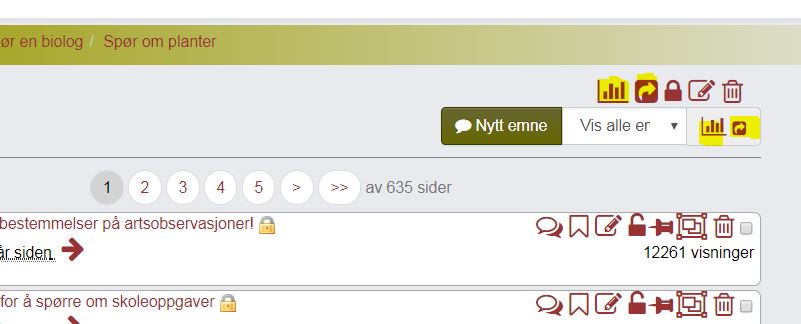 ør en biolog / Spør om planter
Nytt emne Vis alle er
1 2 3 4 5 > >> av 635 sider
bestemmelser på artsobservasjoner!
år siden
12261 visninger
for å spørre om skoleoppgaver